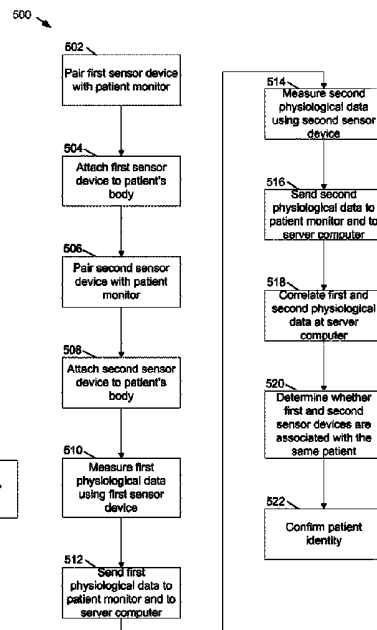 500
502
Pair first sensor device
with patient monitor
504
Attach first sensor
device to patient's
body
506
Pair second sensor
device with patient
monitor
508
Attach second sensor
device to patient's
body
510
Measure first
physiological data
using first sensor
device
512
Send first
physiological data to
patient monitor and to
server computer
514
Measure second
physiological data
using second sensor
device
516
Send second
physiological data to
patient monitor and to
server computer
518
Correlate first and
second physiological
data at server
computer
520
Determine whether
first and second
sensor devices are
associated with the
same patient
522
Confirm patient
identity